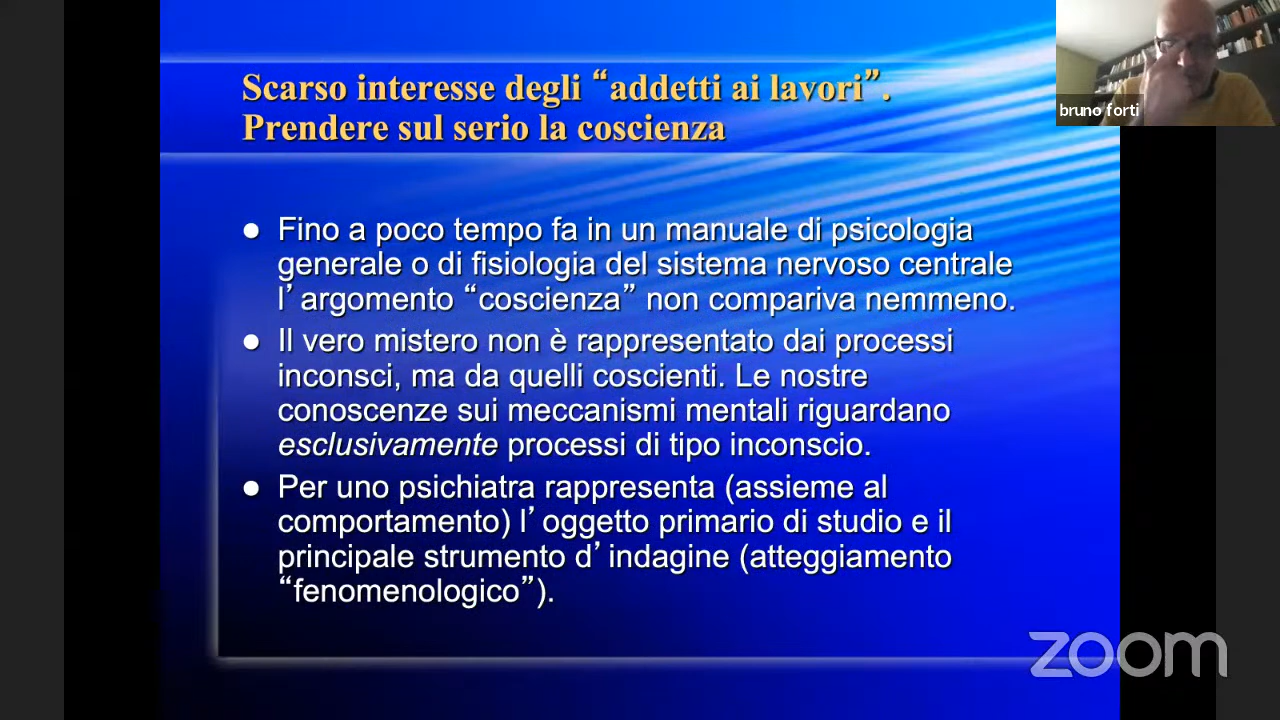 Scarso interesse degli “addetti ai lavori”.
Prendere sul serio la coscienza
bruno forti
● Fino a poco tempo fa in un manuale di psicologia
generale o di fisiologia del sistema nervoso centrale
l’argomento “coscienza” non compariva nemmeno.
● Il vero mistero non è rappresentato dai processi
inconsci, ma da quelli coscienti. Le nostre
conoscenze sui meccanismi mentali riguardano
esclusivamente processi di tipo inconscio.
● Per uno psichiatra rappresenta (assieme al
comportamento) l’oggetto primario di studio e il
principale strumento d’indagine (atteggiamento
“fenomenologico”).
zoom